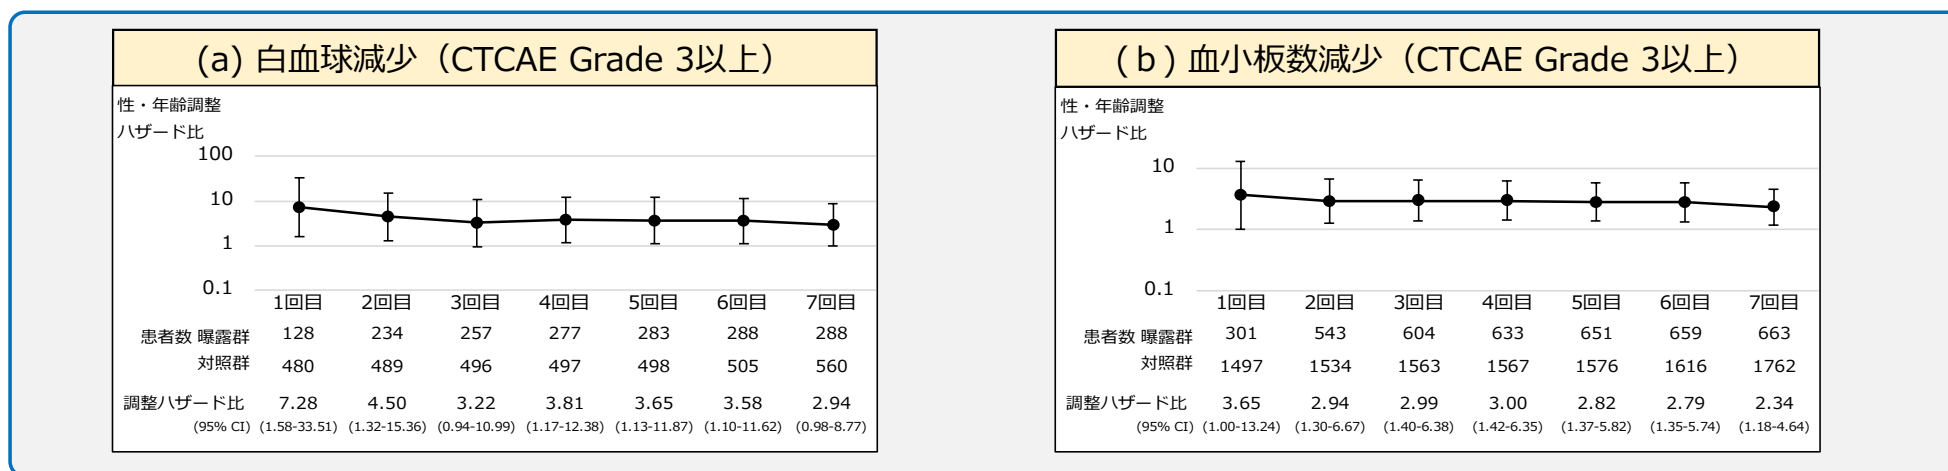 (a) 白血球減少（CTCAE Grade 3以上）
性・年齢調整
ハザード比
100
10
1
0.1
1回目 2回目 3回目 4回目 5回目 6回目 7回目
患者数 曝露群 128 234 257 277 283 288 288
対照群 480 489 496 497 498 505 560
調整ハザード比 7.28 4.50 3.22 3.81 3.65 3.58 2.94
(95% CI) (1.58-33.51) (1.32-15.36) (0.94-10.99) (1.17-12.38) (1.13-11.87) (1.10-11.62) (0.98-8.77)
(b) 血小板数減少（CTCAE Grade 3以上）
性・年齢調整
ハザード比
10
1
0.1
1回目 2回目 3回目 4回目 5回目 6回目 7回目
患者数 曝露群 301 543 604 633 651 659 663
対照群 1497 1534 1563 1567 1576 1616 1762
調整ハザード比 3.65 2.94 2.99 3.00 2.82 2.79 2.34
(95% CI) (1.00-13.24) (1.30-6.67) (1.40-6.38) (1.42-6.35) (1.37-5.82) (1.35-5.74) (1.18-4.64)